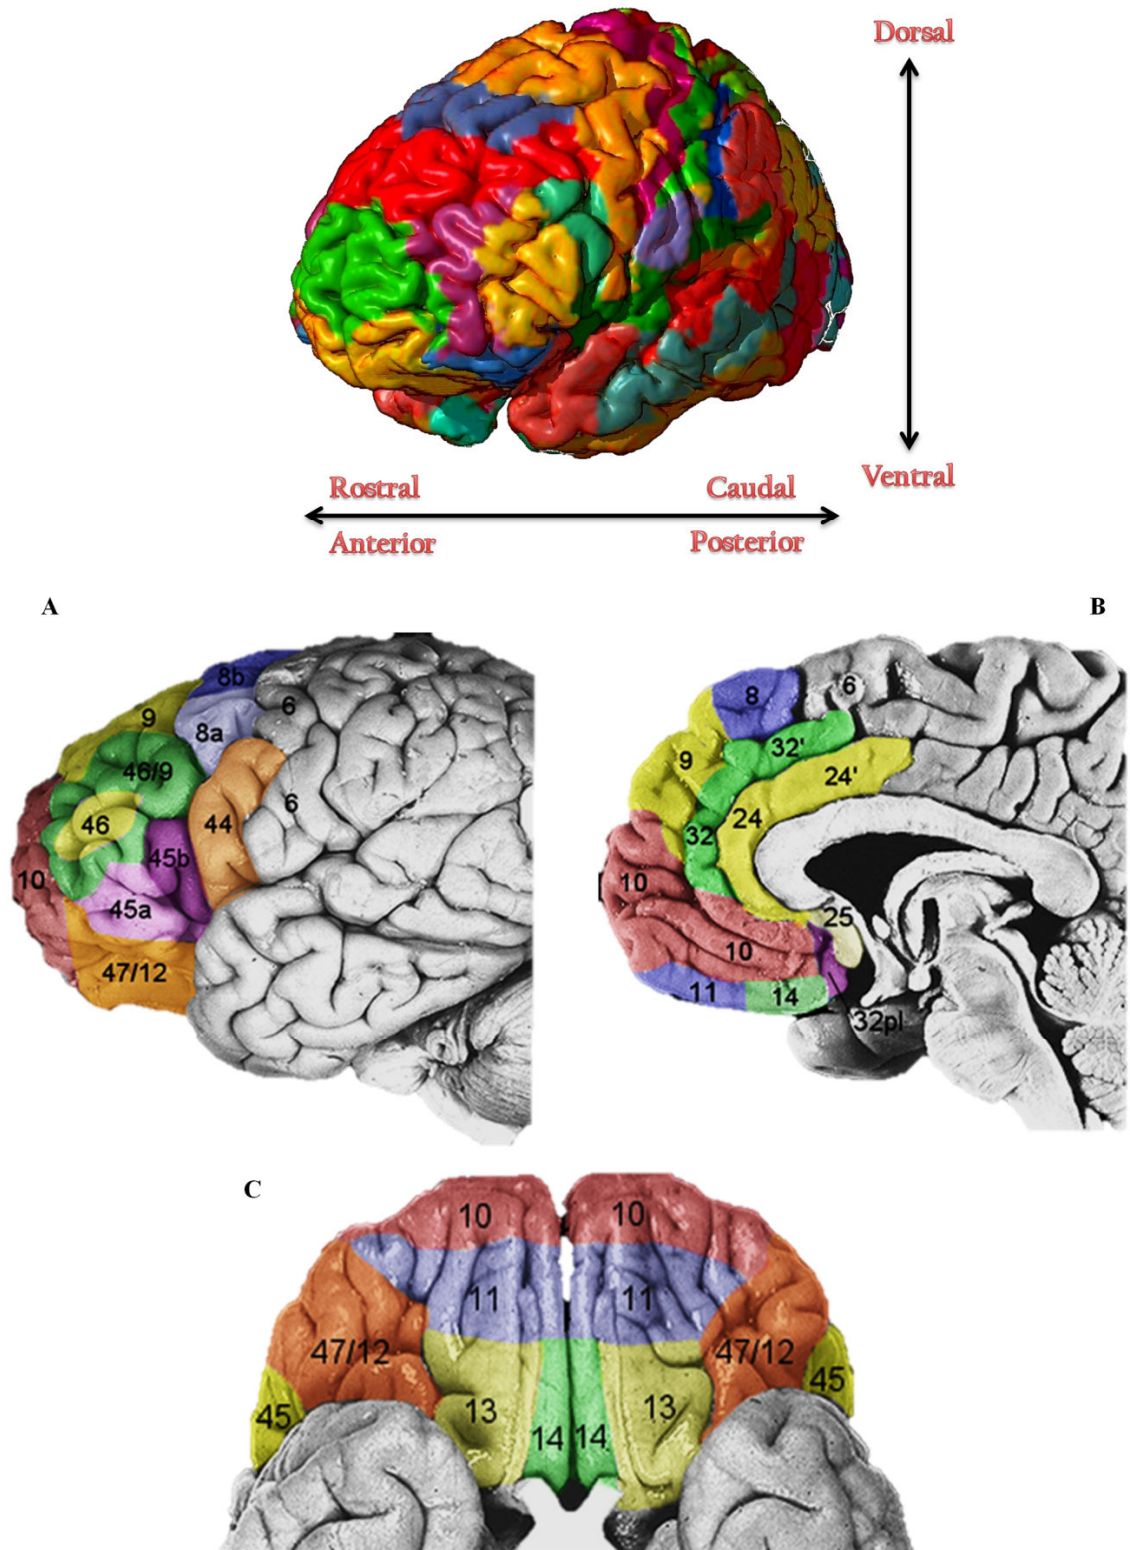 Dorsal
Ventral
Rostral Caudal
Anterior Posterior
A B
8b
9 8a 6
46/9
46 44 6
45b
10
45a
47/12
8 6
32'
9 24'
24
32
10
25
10
11 14
32pl
C
10 10
11 11
47/12 47/12
45 13 13 45
14 14